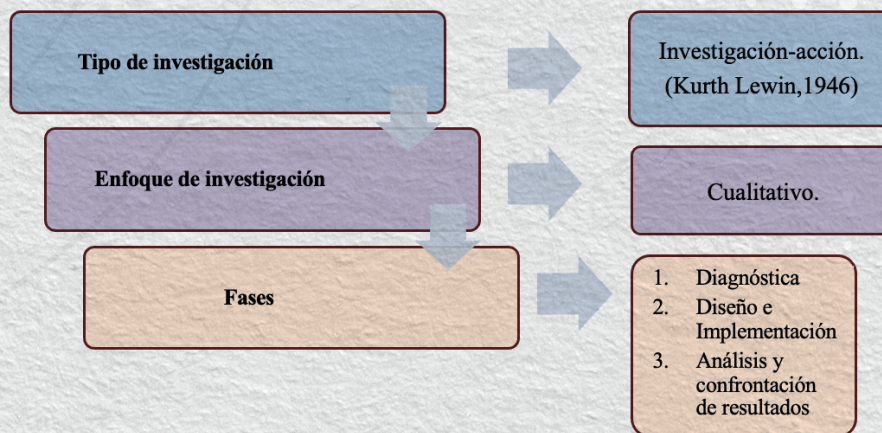 Tipo de investigación
Investigación-acción.
(Kurth Lewin,1946)
Enfoque de investigación
Cualitativo.
Fases
1. Diagnóstica
2. Diseño e
Implementación
3. Análisis y
confrontación
de resultados